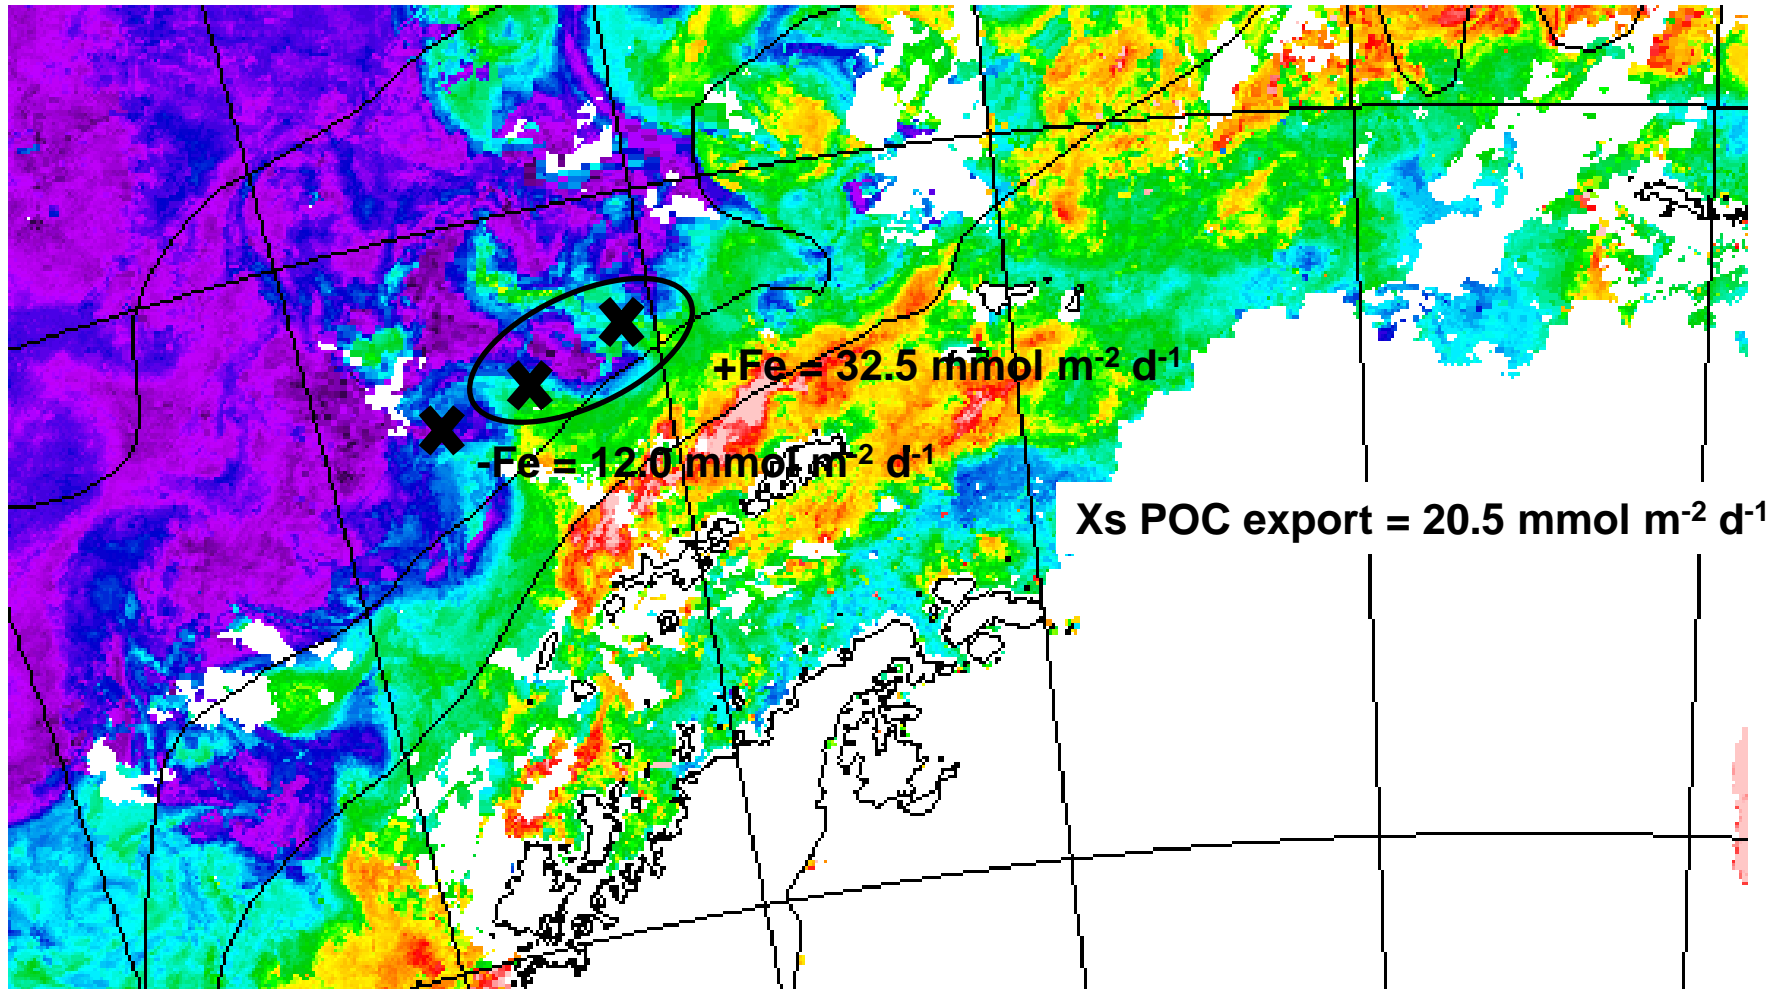 +Fe = 32.5 mmol m⁻² d⁻¹
-Fe = 12.0 mmol m⁻² d⁻¹
Xs POC export = 20.5 mmol m⁻² d⁻¹